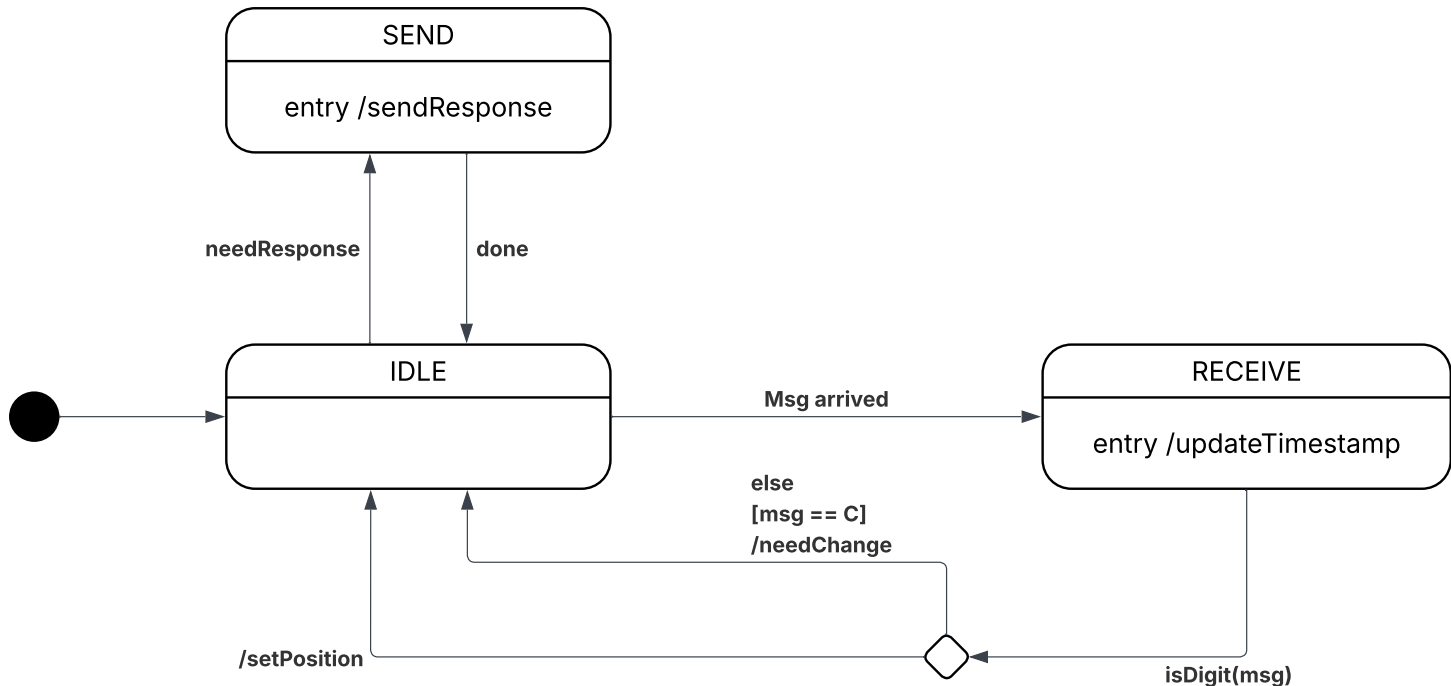 SEND
entry /sendResponse
needResponse
done
IDLE
Msg arrived
RECEIVE
entry /updateTimestamp
else
[msg == C]
/needChange
/setPosition
isDigit(msg)